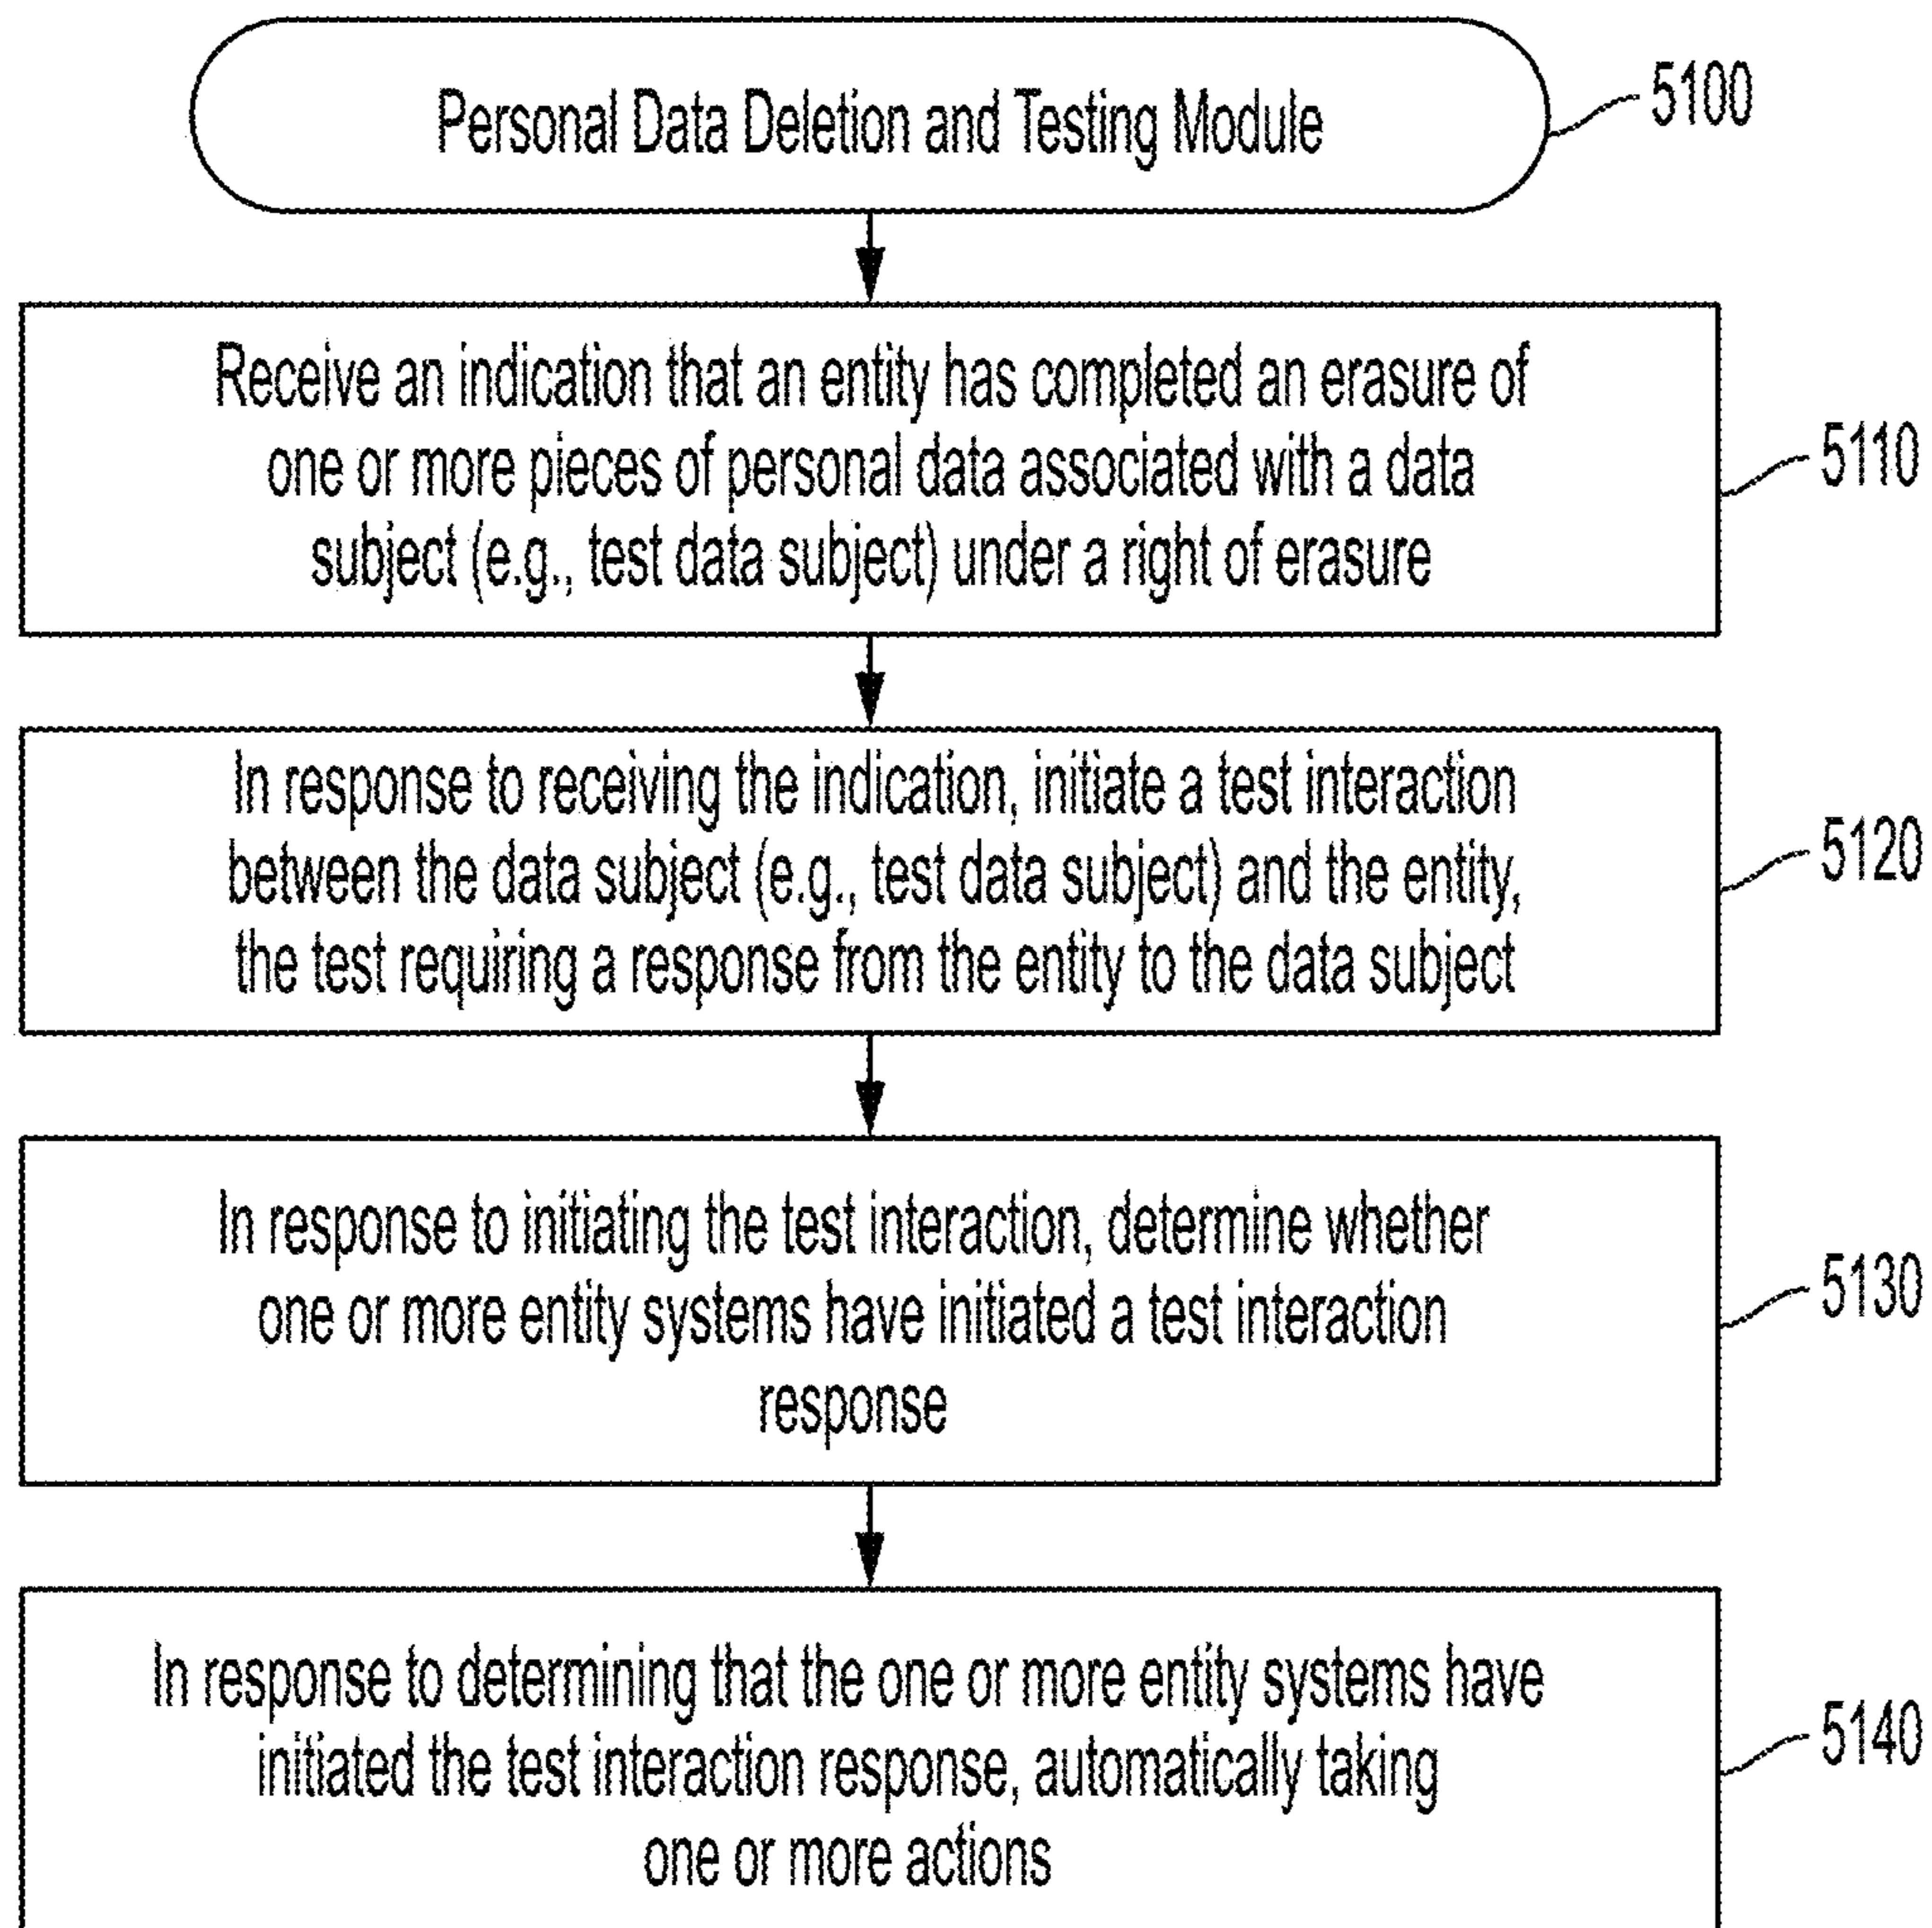 Personal Data Deletion and Testing Module
5100
Receive an indication that an entity has completed an erasure of
one or more pieces of personal data associated with a data
subject (e.g., test data subject) under a right of erasure
5110
In response to receiving the indication, initiate a test interaction
between the data subject (e.g., test data subject) and the entity,
the test requiring a response from the entity to the data subject
5120
In response to initiating the test interaction, determine whether
one or more entity systems have initiated a test interaction
response
5130
In response to determining that the one or more entity systems have
initiated the test interaction response, automatically taking
one or more actions
5140